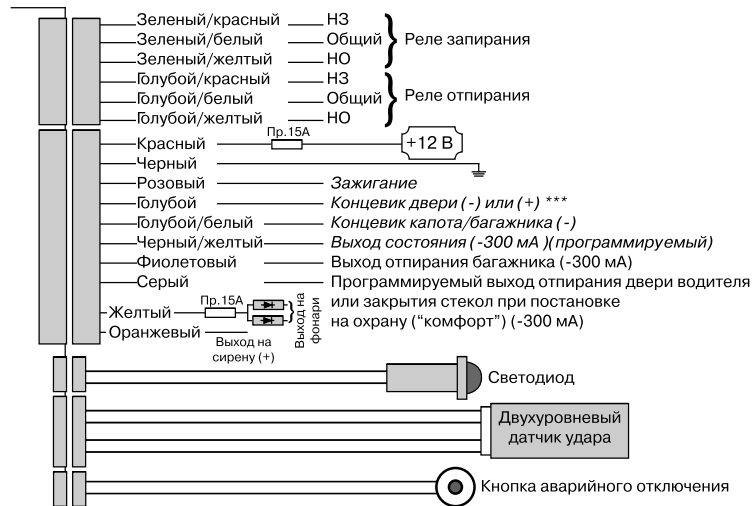 Зеленый/красный НЗ
Зеленый/белый Общий Реле запирания
Зеленый/желтый НО
Голубой/красный НЗ
Голубой/белый Общий Реле отпирания
Голубой/желтый НО
Красный Пр.15А +12 В
Черный
Розовый Зажигание
Голубой Концевик двери (-) или (+) ***
Голубой/белый Концевик капота/багажника (-)
Черный/желтый Выход состояния (-300 мА )(программируемый)
Фиолетовый Выход отпирания багажника (-300 мА)
Серый Программируемый выход отпирания двери водителя
или закрытия стекол при постановке
на охрану (“комфорт”) (-300 мА)
Желтый Пр.15А Выход на
фонари
Оранжевый Выход на
сирену (+)
Светодиод
Двухуровневый
датчик удара
Кнопка аварийного отключения